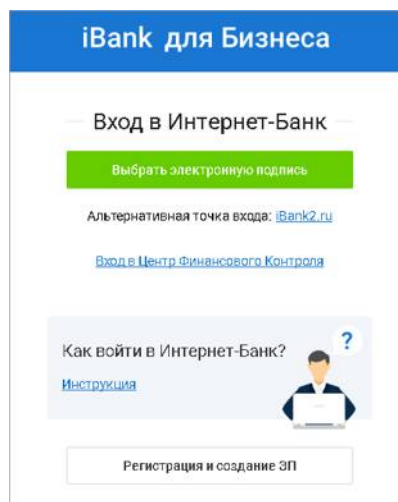 iBank для Бизнеса
Вход в Интернет-Банк
Выбрать электронную подпись
Альтернативная точка входа: iBank2.ru
Вход в Центр Финансового Контроля
?
Как войти в Интернет-Банк?
Инструкция
Регистрация и создание ЭП